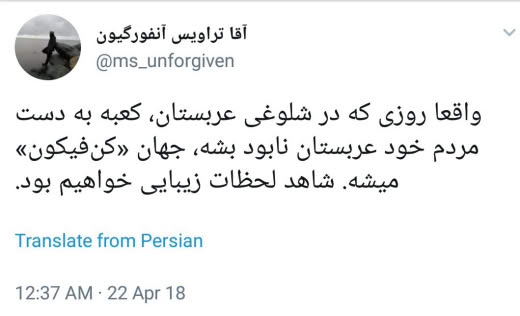 آقا تراویس آنفورگیون
@ms_unforgiven
واقعا روزی که در شلوغی عربستان، کعبه به دست
مردم خود عربستان نابود بشه، جهان «کن‌فیکون»
میشه. شاهد لحظات زیبایی خواهیم بود.
Translate from Persian
12:37 AM · 22 Apr 18